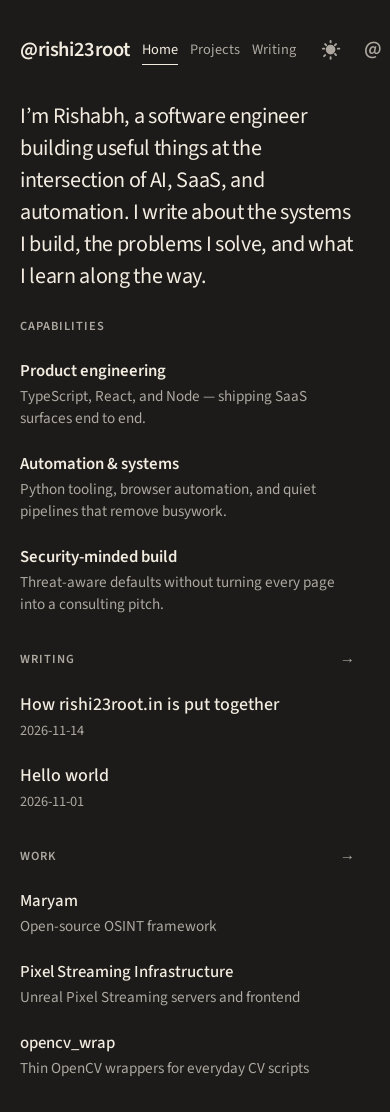 @rishi23root Home Projects Writing @
I’m Rishabh, a software engineer
building useful things at the
intersection of AI, SaaS, and
automation. I write about the systems
I build, the problems I solve, and what
I learn along the way.
CAPABILITIES
Product engineering
TypeScript, React, and Node — shipping SaaS
surfaces end to end.
Automation & systems
Python tooling, browser automation, and quiet
pipelines that remove busywork.
Security-minded build
Threat-aware defaults without turning every page
into a consulting pitch.
WRITING →
How rishi23root.in is put together
2026-11-14
Hello world
2026-11-01
WORK →
Maryam
Open-source OSINT framework
Pixel Streaming Infrastructure
Unreal Pixel Streaming servers and frontend
opencv_wrap
Thin OpenCV wrappers for everyday CV scripts